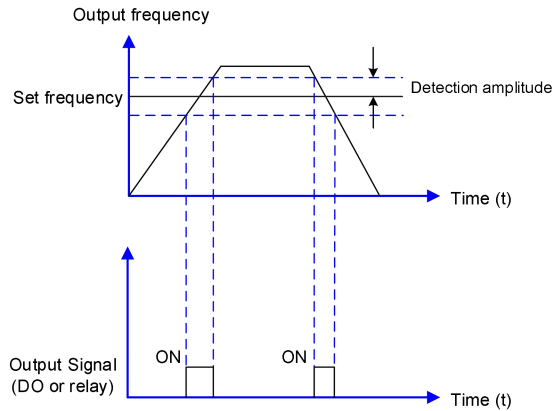 Output frequency
Set frequency
Detection amplitude
Time (t)
ON
ON
Output Signal
(DO or relay)
Time (t)